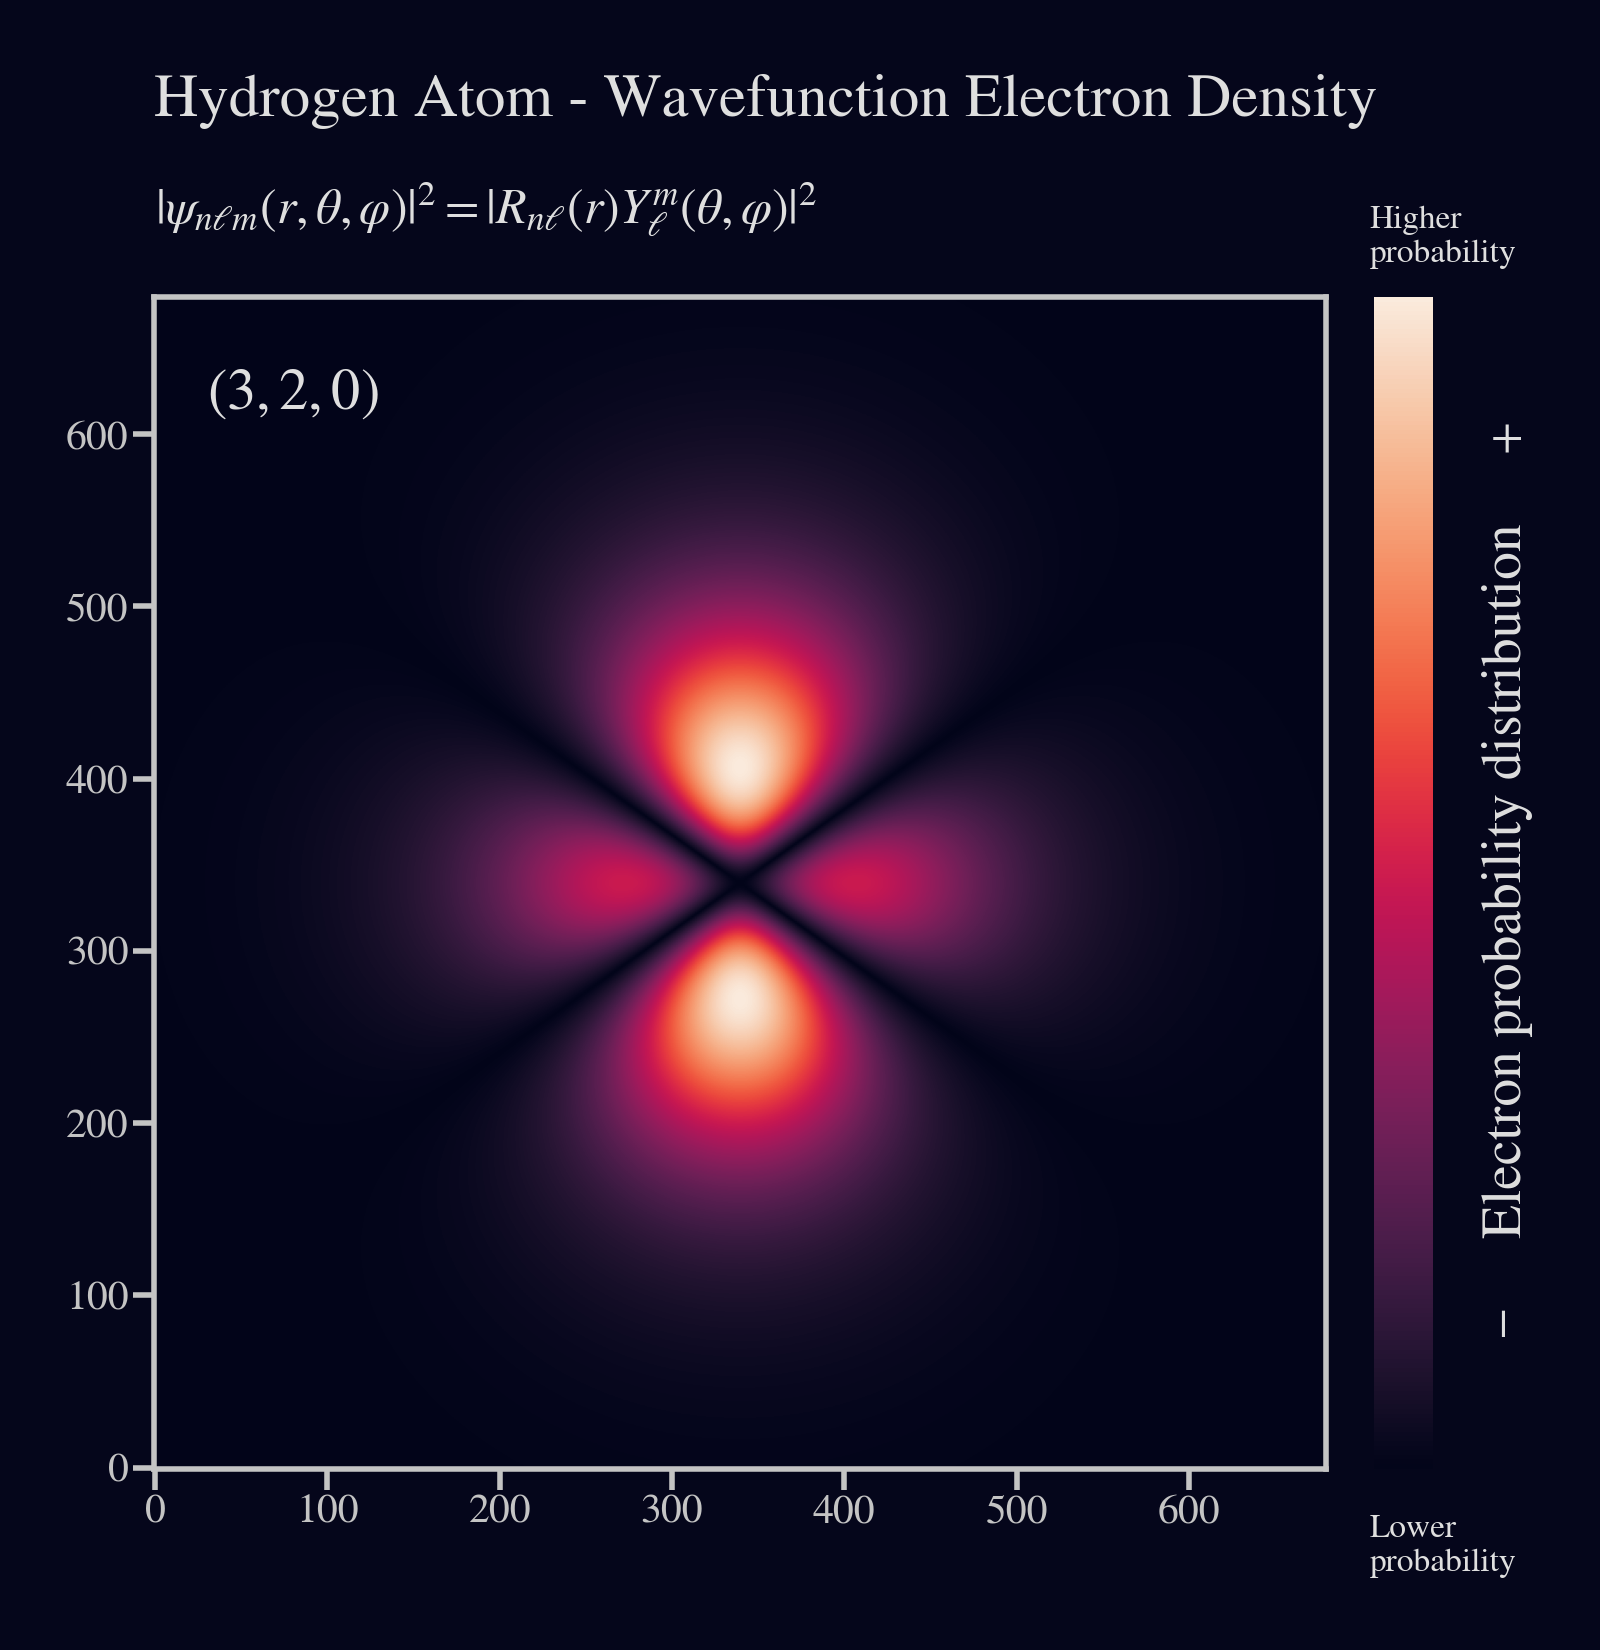 Hydrogen Atom - Wavefunction Electron Density
|ψₙℓₘ(r, θ, φ)|² = |Rₙℓ(r)Yℓᵐ(θ, φ)|²
Higher
probability
(3, 2, 0)
600
500
400
300
200
100
0
0 100 200 300 400 500 600
− Electron probability distribution +
Lower
probability